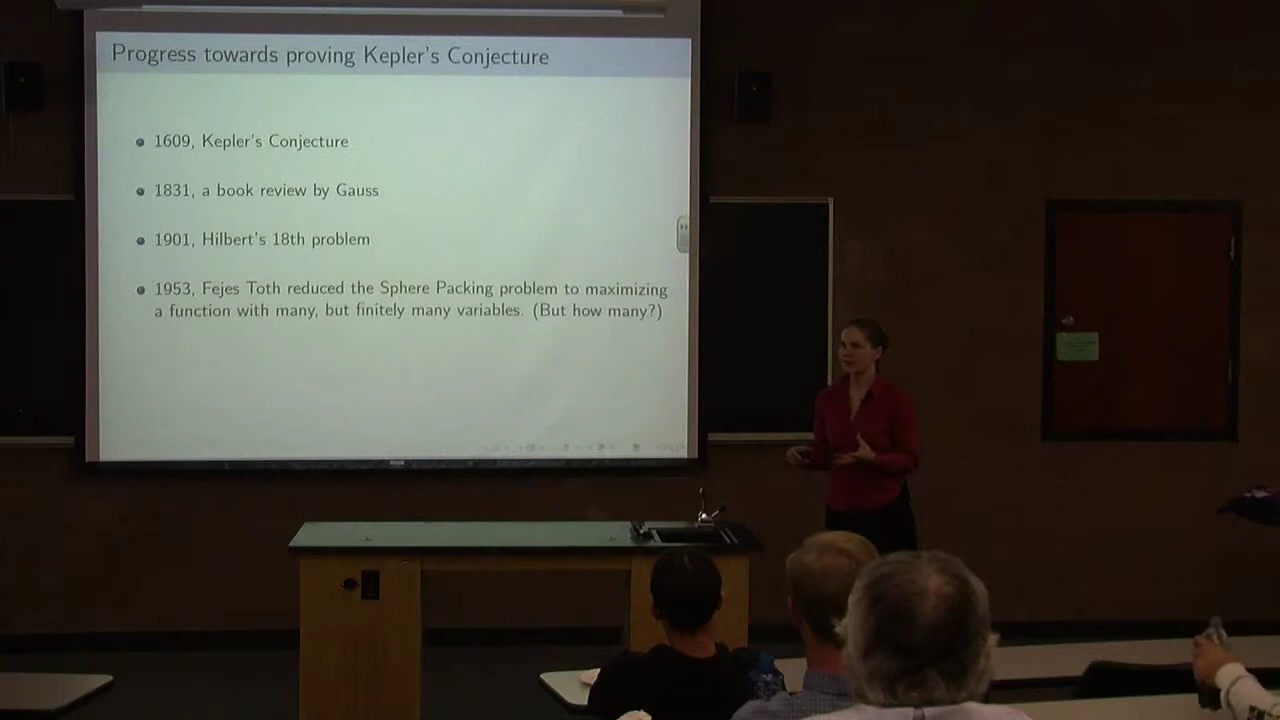 Progress towards proving Kepler's Conjecture
1609, Kepler's Conjecture
1831, a book review by Gauss
1901, Hilbert's 18th problem
1953, Fejes Toth reduced the Sphere Packing problem to maximizing
a function with many, but finitely many variables. (But how many?)